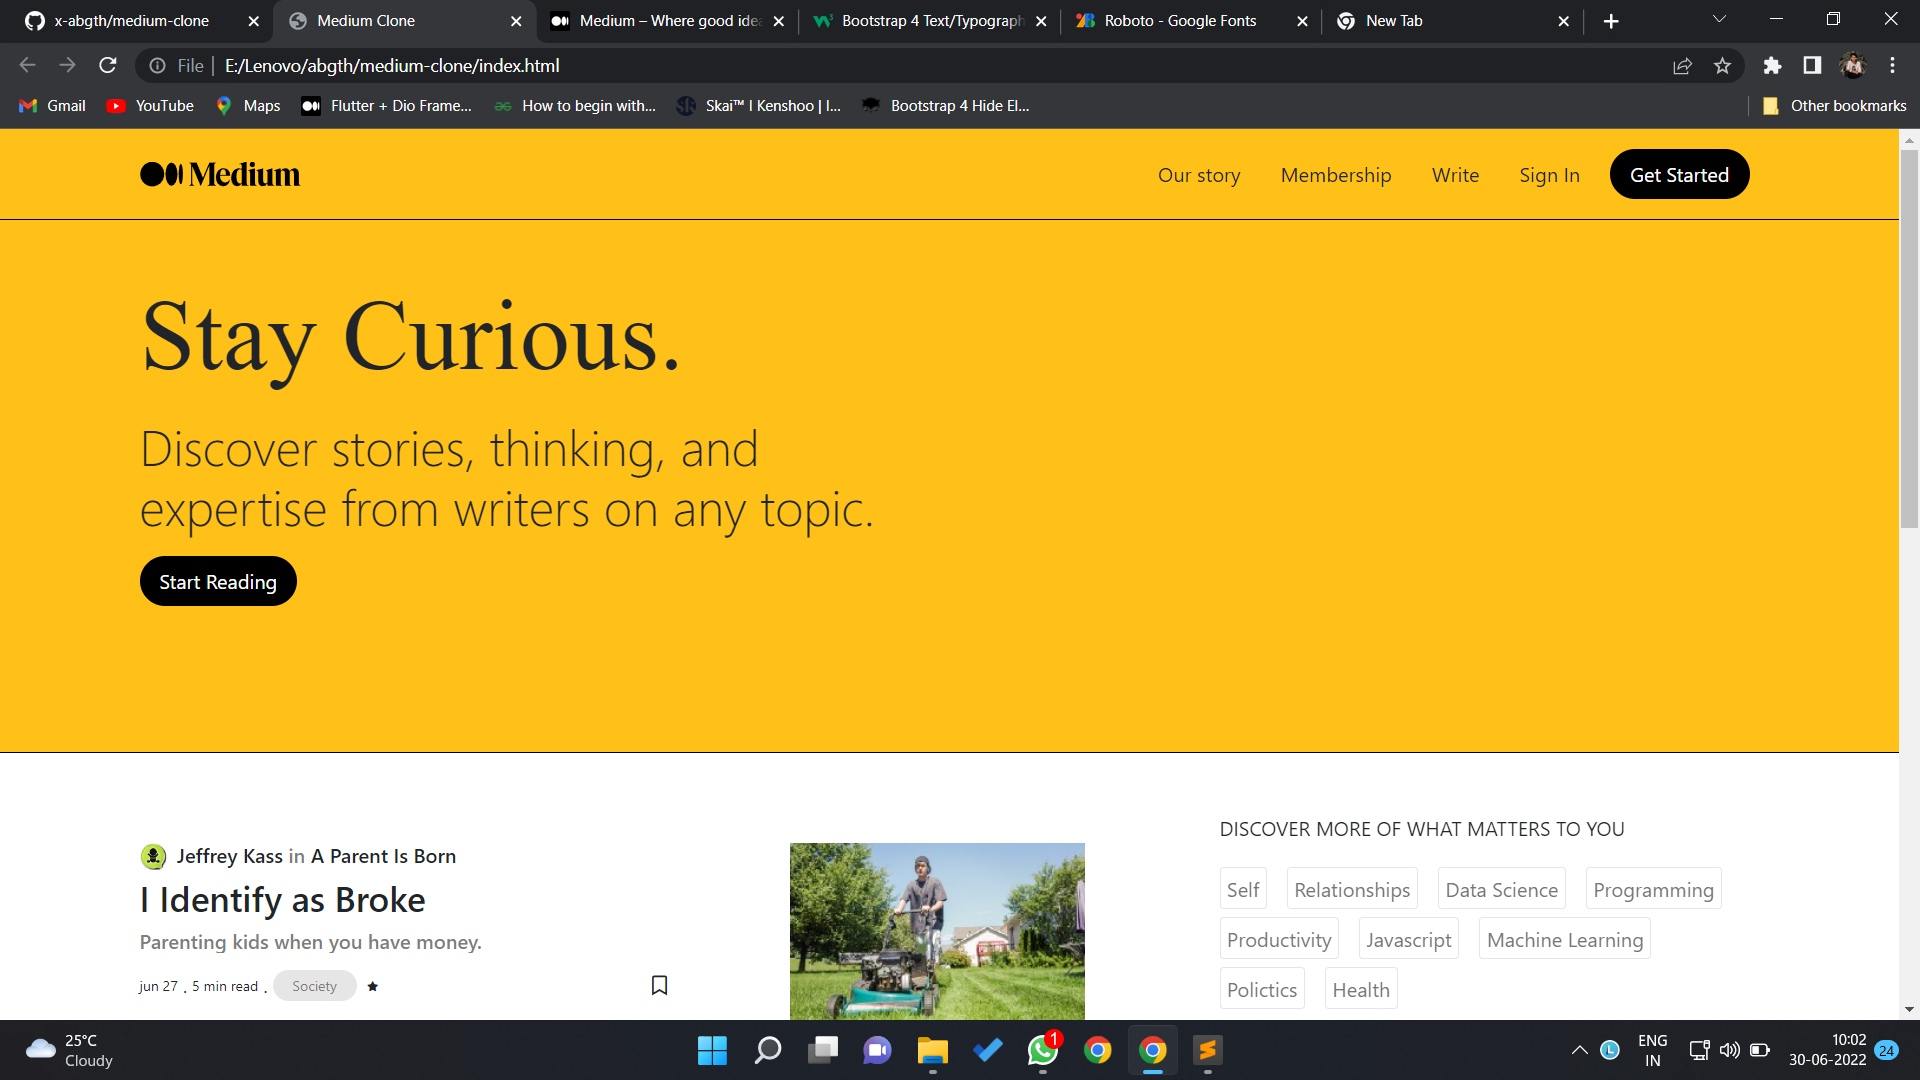 x-abgth/medium-clone
Medium Clone
Medium – Where good idea
Bootstrap 4 Text/Typograph
Roboto - Google Fonts
New Tab
File
E:/Lenovo/abgth/medium-clone/index.html
Gmail
YouTube
Maps
Flutter + Dio Frame...
How to begin with...
Skai™ | Kenshoo | I...
Bootstrap 4 Hide El...
Other bookmarks
Medium
Our story
Membership
Write
Sign In
Get Started
Stay Curious.
Discover stories, thinking, and
expertise from writers on any topic.
Start Reading
Jeffrey Kass in A Parent Is Born
I Identify as Broke
Parenting kids when you have money.
jun 27 . 5 min read . Society
DISCOVER MORE OF WHAT MATTERS TO YOU
Self
Relationships
Data Science
Programming
Productivity
Javascript
Machine Learning
Polictics
Health
25°C
Cloudy
1
L
ENG
IN
10:02
30-06-2022
24